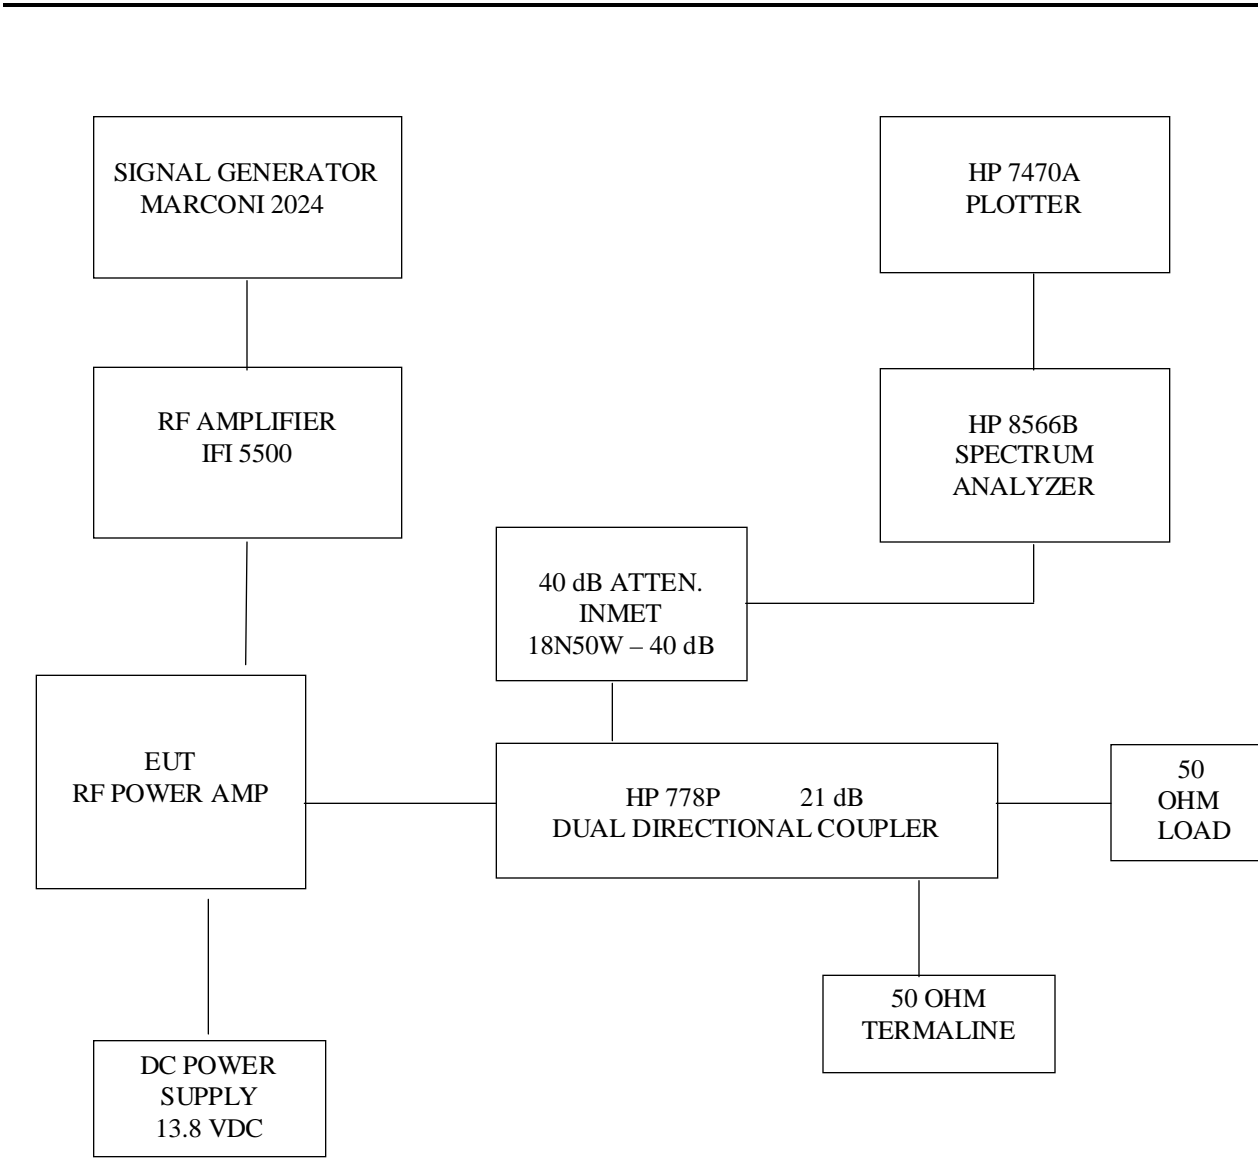 SIGNAL GENERATOR
MARCONI 2024
HP 7470A
PLOTTER
RF AMPLIFIER
IFI 5500
HP 8566B
SPECTRUM
ANALYZER
40 dB ATTEN.
INMET
18N50W – 40 dB
EUT
RF POWER AMP
HP 778P 21 dB
DUAL DIRECTIONAL COUPLER
50
OHM
LOAD
50 OHM
TERMALINE
DC POWER
SUPPLY
13.8 VDC